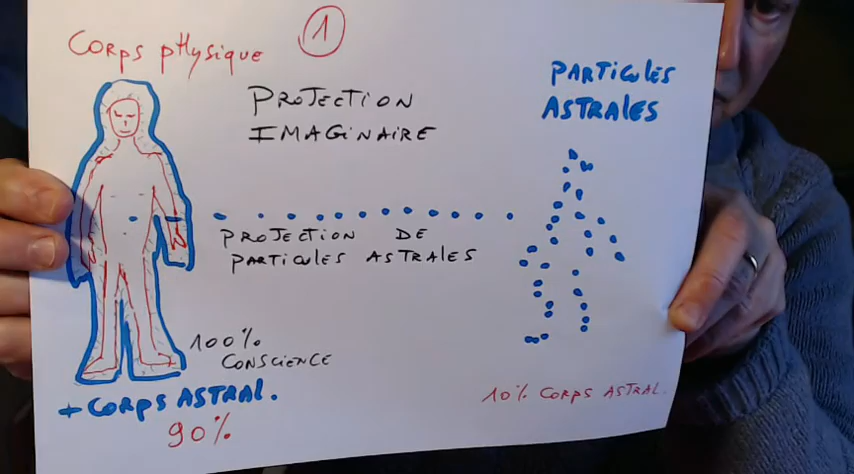 1
Corps pHysique
PROJECTION
IMAGINAIRE
PARTICULES
ASTRALES
PROJECTION DE
PARTICULES ASTRALES
100%
CONSCIENCE
+ CORPS ASTRAL.
90%
10% CORPS ASTRAL.